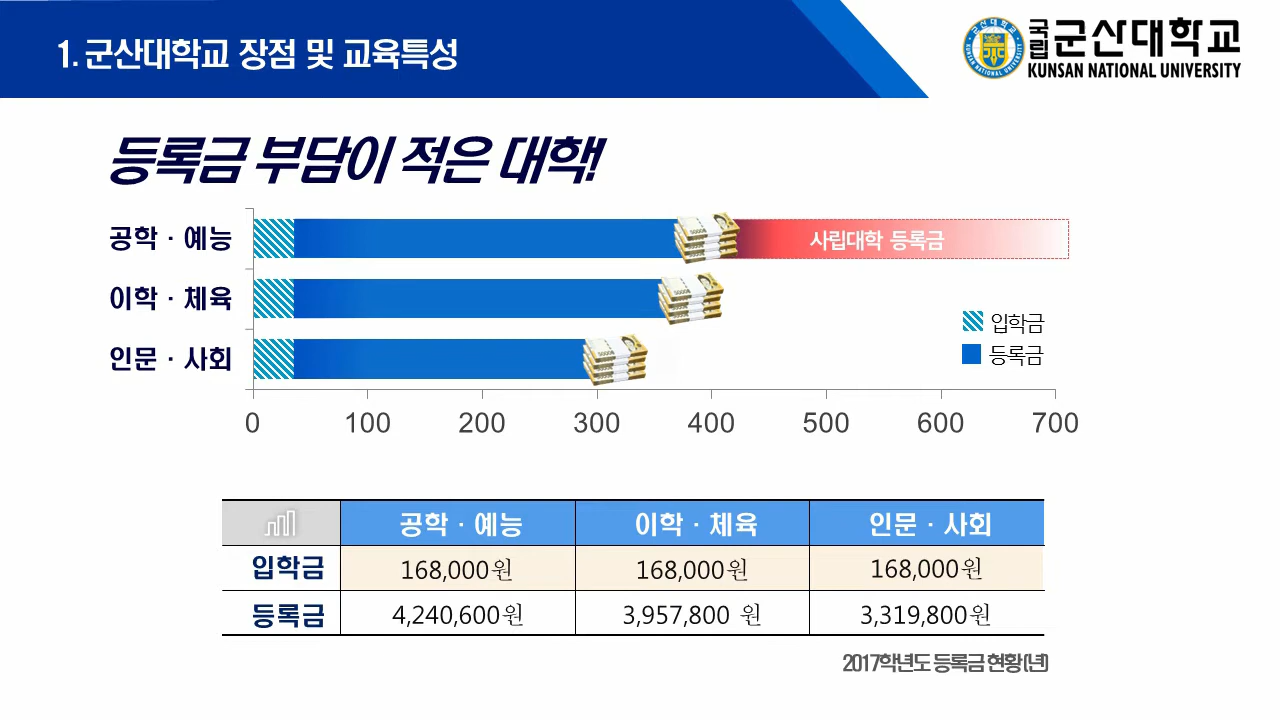 1. 군산대학교 장점 및 교육특성
국립 군산대학교
KUNSAN NATIONAL UNIVERSITY
등록금 부담이 적은 대학!
공학 · 예능
사립대학 등록금
이학 · 체육
인문 · 사회
입학금
등록금
0 100 200 300 400 500 600 700
공학 · 예능 이학 · 체육 인문 · 사회
입학금 168,000원 168,000원 168,000원
등록금 4,240,600원 3,957,800 원 3,319,800원
2017학년도 등록금 현황(년)